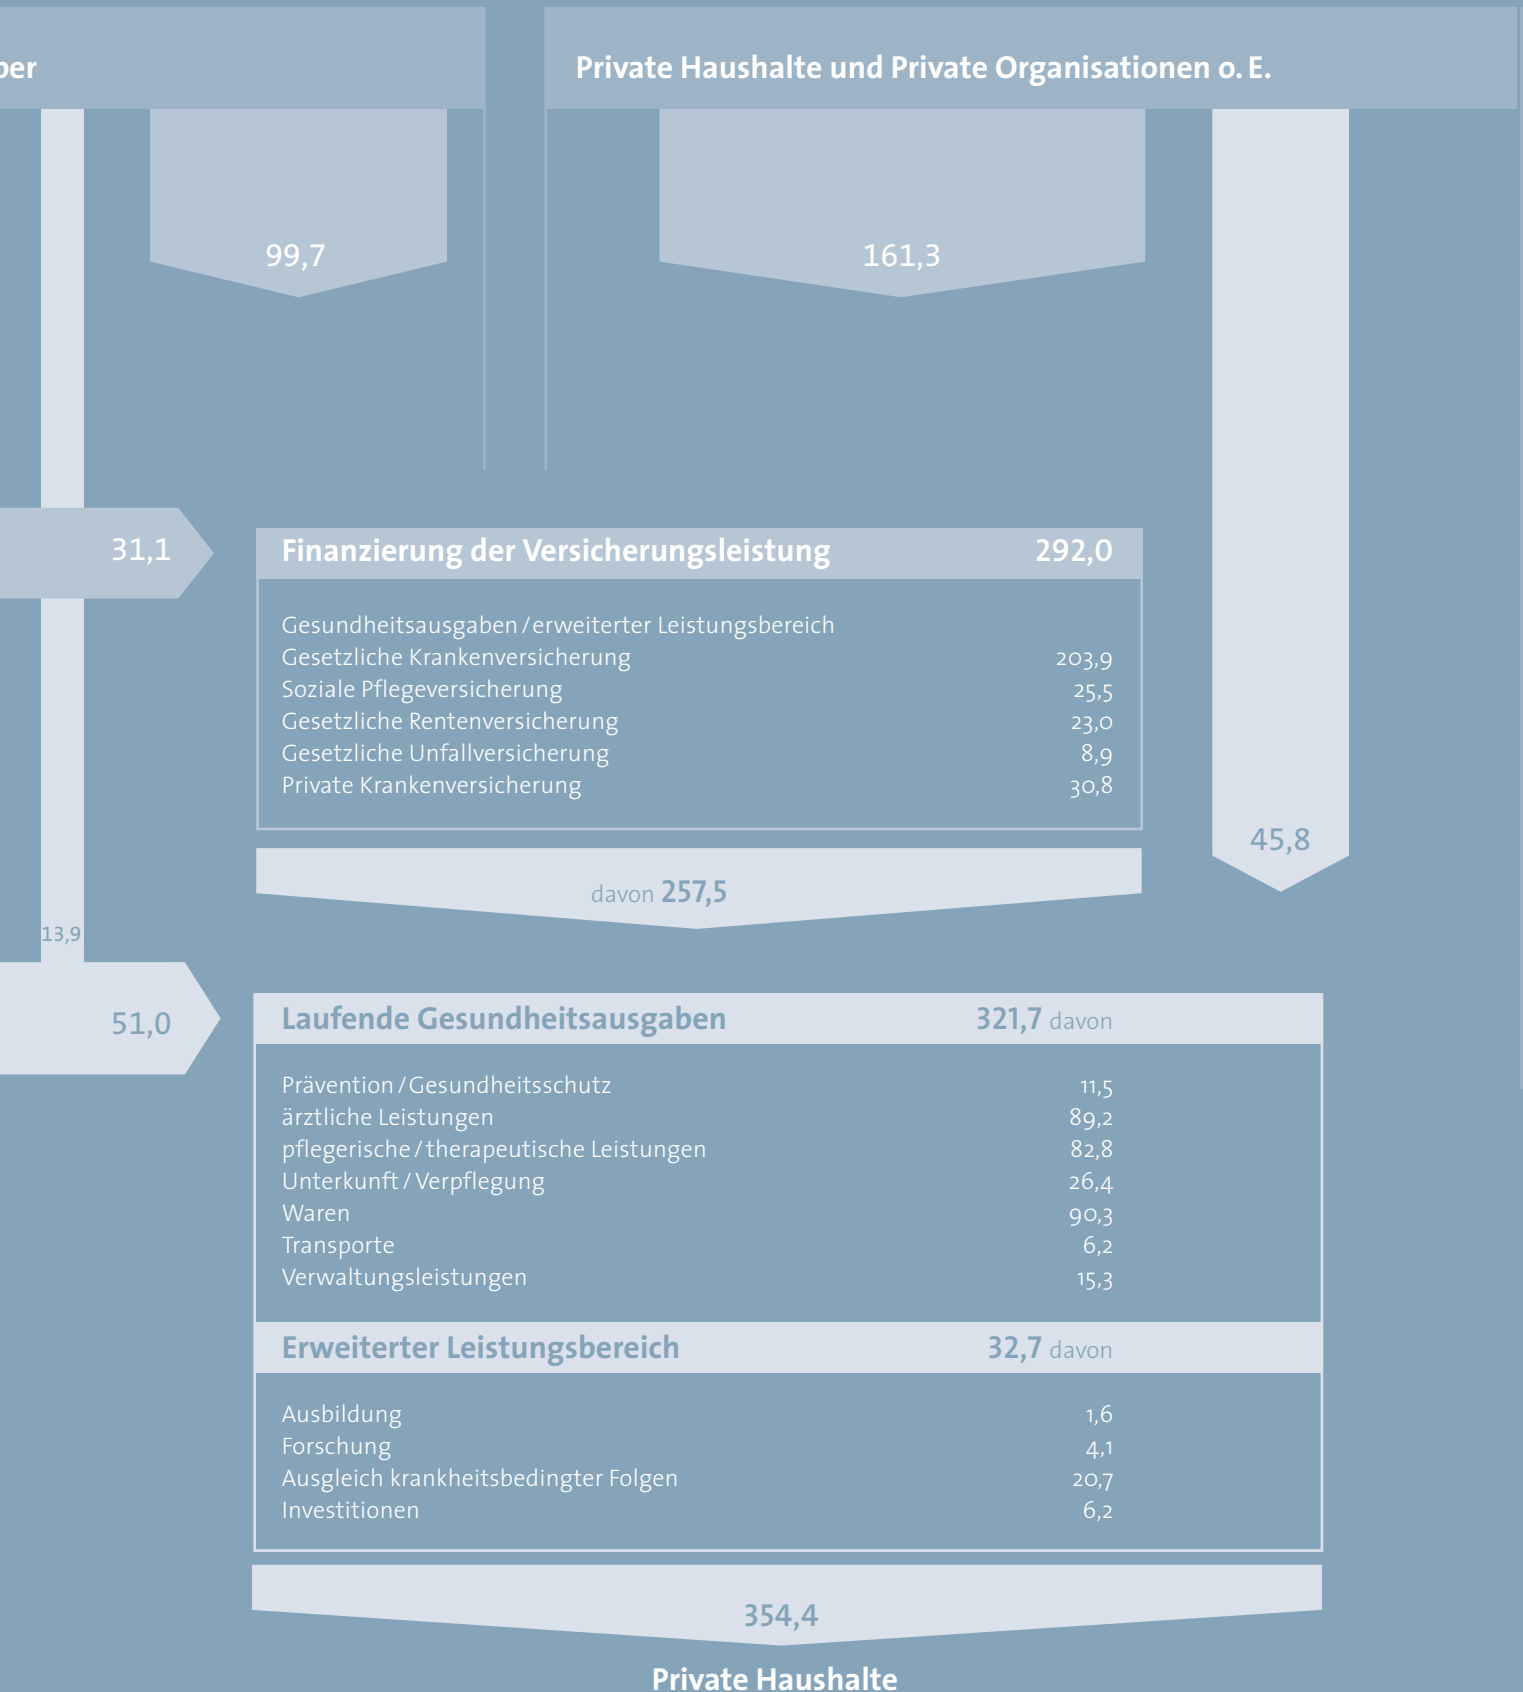 ber
Private Haushalte und Private Organisationen o. E.
99,7
161,3
31,1
Finanzierung der Versicherungsleistung 292,0
Gesundheitsausgaben / erweiterter Leistungsbereich
Gesetzliche Krankenversicherung 203,9
Soziale Pflegeversicherung 25,5
Gesetzliche Rentenversicherung 23,0
Gesetzliche Unfallversicherung 8,9
Private Krankenversicherung 30,8
45,8
davon 257,5
13,9
51,0
Laufende Gesundheitsausgaben 321,7 davon
Prävention / Gesundheitsschutz 11,5
ärztliche Leistungen 89,2
pflegerische / therapeutische Leistungen 82,8
Unterkunft / Verpflegung 26,4
Waren 90,3
Transporte 6,2
Verwaltungsleistungen 15,3
Erweiterter Leistungsbereich 32,7 davon
Ausbildung 1,6
Forschung 4,1
Ausgleich krankheitsbedingter Folgen 20,7
Investitionen 6,2
354,4
Private Haushalte